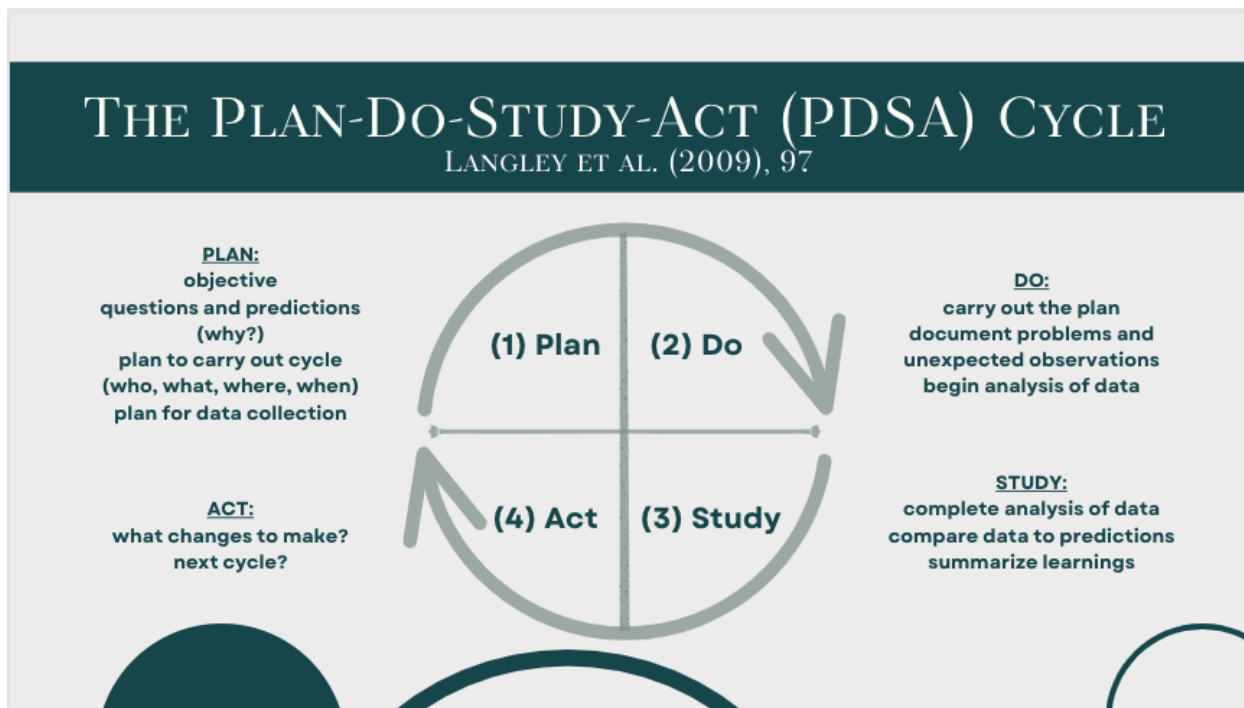 The Plan-Do-Study-Act (PDSA) Cycle
Langley et al. (2009), 97
PLAN:
objective
questions and predictions
(why?)
plan to carry out cycle
(who, what, where, when)
plan for data collection
(1) Plan
(2) Do
DO:
carry out the plan
document problems and
unexpected observations
begin analysis of data
ACT:
what changes to make?
next cycle?
(4) Act
(3) Study
STUDY:
complete analysis of data
compare data to predictions
summarize learnings